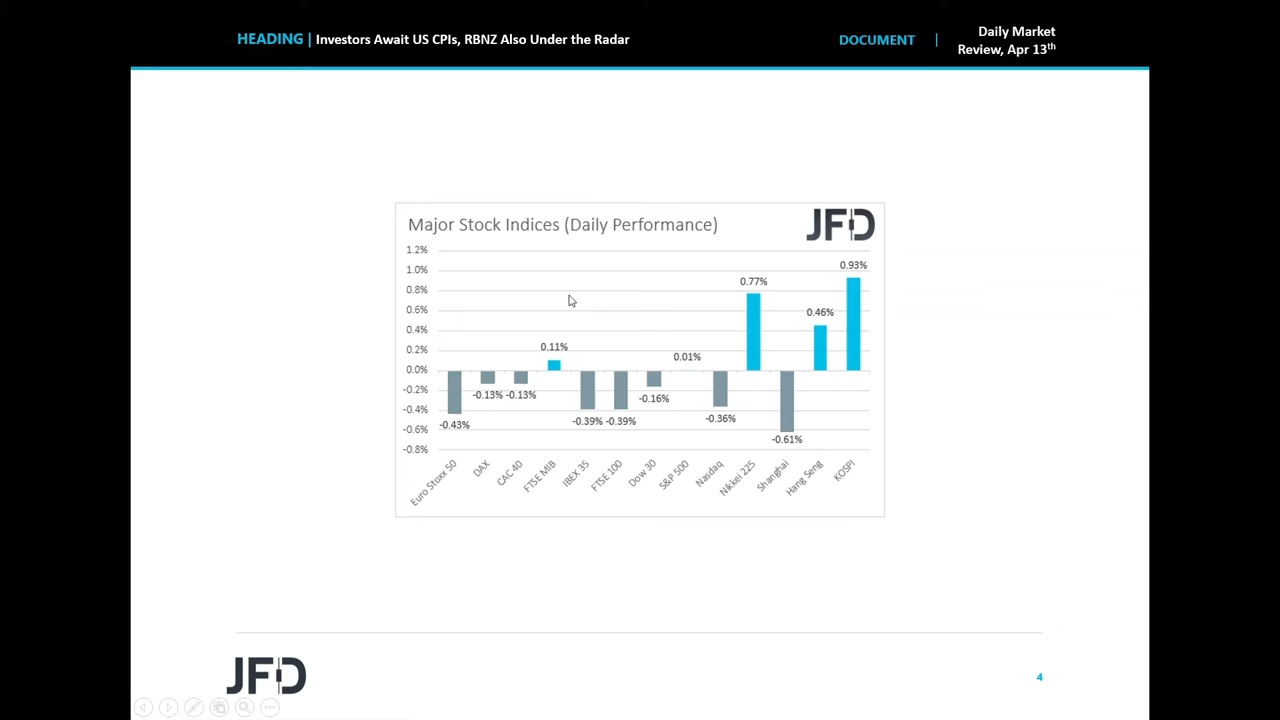 HEADING | Investors Await US CPIs, RBNZ Also Under the Radar
DOCUMENT |
Daily Market
Review, Apr 13th
Major Stock Indices (Daily Performance)
JFD
1.2%
1.0%
0.8%
0.6%
0.4%
0.2%
0.0%
-0.2%
-0.4%
-0.6%
-0.8%
-0.43%
-0.13%
-0.13%
0.11%
-0.39%
-0.39%
-0.16%
0.01%
-0.36%
0.77%
-0.61%
0.46%
0.93%
Euro Stoxx 50
DAX
CAC 40
FTSE MIB
IBEX 35
FTSE 100
Dow 30
S&P 500
Nasdaq
Nikkei 225
Shanghai
Hang Seng
KOSPI
JFD
4